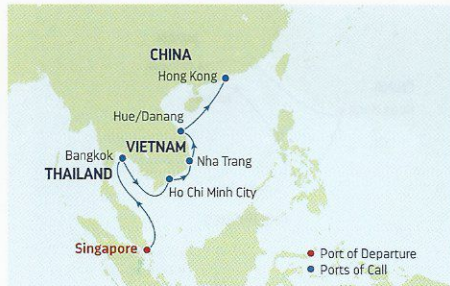 CHINA
Hong Kong
Hue/Danang
VIETNAM
Bangkok
THAILAND
Nha Trang
Ho Chi Minh City
Singapore
Port of Departure
Ports of Call